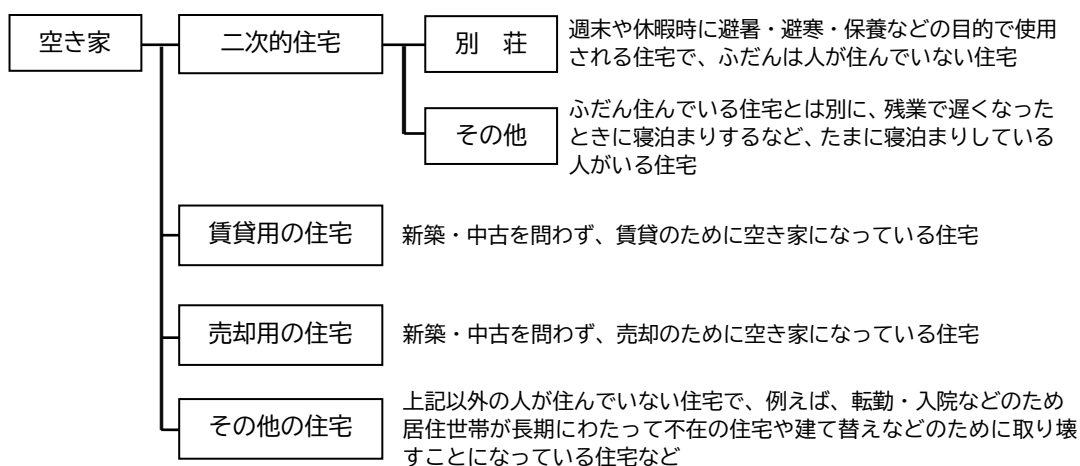 空き家
二次的住宅
別　荘
週末や休暇時に避暑・避寒・保養などの目的で使用
される住宅で、ふだんは人が住んでいない住宅
その他
ふだん住んでいる住宅とは別に、残業で遅くなった
ときに寝泊まりするなど、たまに寝泊まりしている
人がいる住宅
賃貸用の住宅
新築・中古を問わず、賃貸のために空き家になっている住宅
売却用の住宅
新築・中古を問わず、売却のために空き家になっている住宅
その他の住宅
上記以外の人が住んでいない住宅で、例えば、転勤・入院などのため
居住世帯が長期にわたって不在の住宅や建て替えなどのために取り壊
すことになっている住宅など